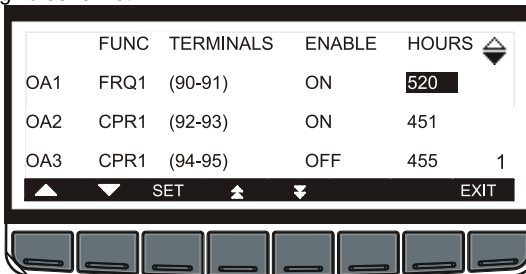 FUNC TERMINALS ENABLE HOURS
OA1 FRQ1 (90-91) ON 520
OA2 CPR1 (92-93) ON 451
OA3 CPR1 (94-95) OFF 455 1
SET EXIT